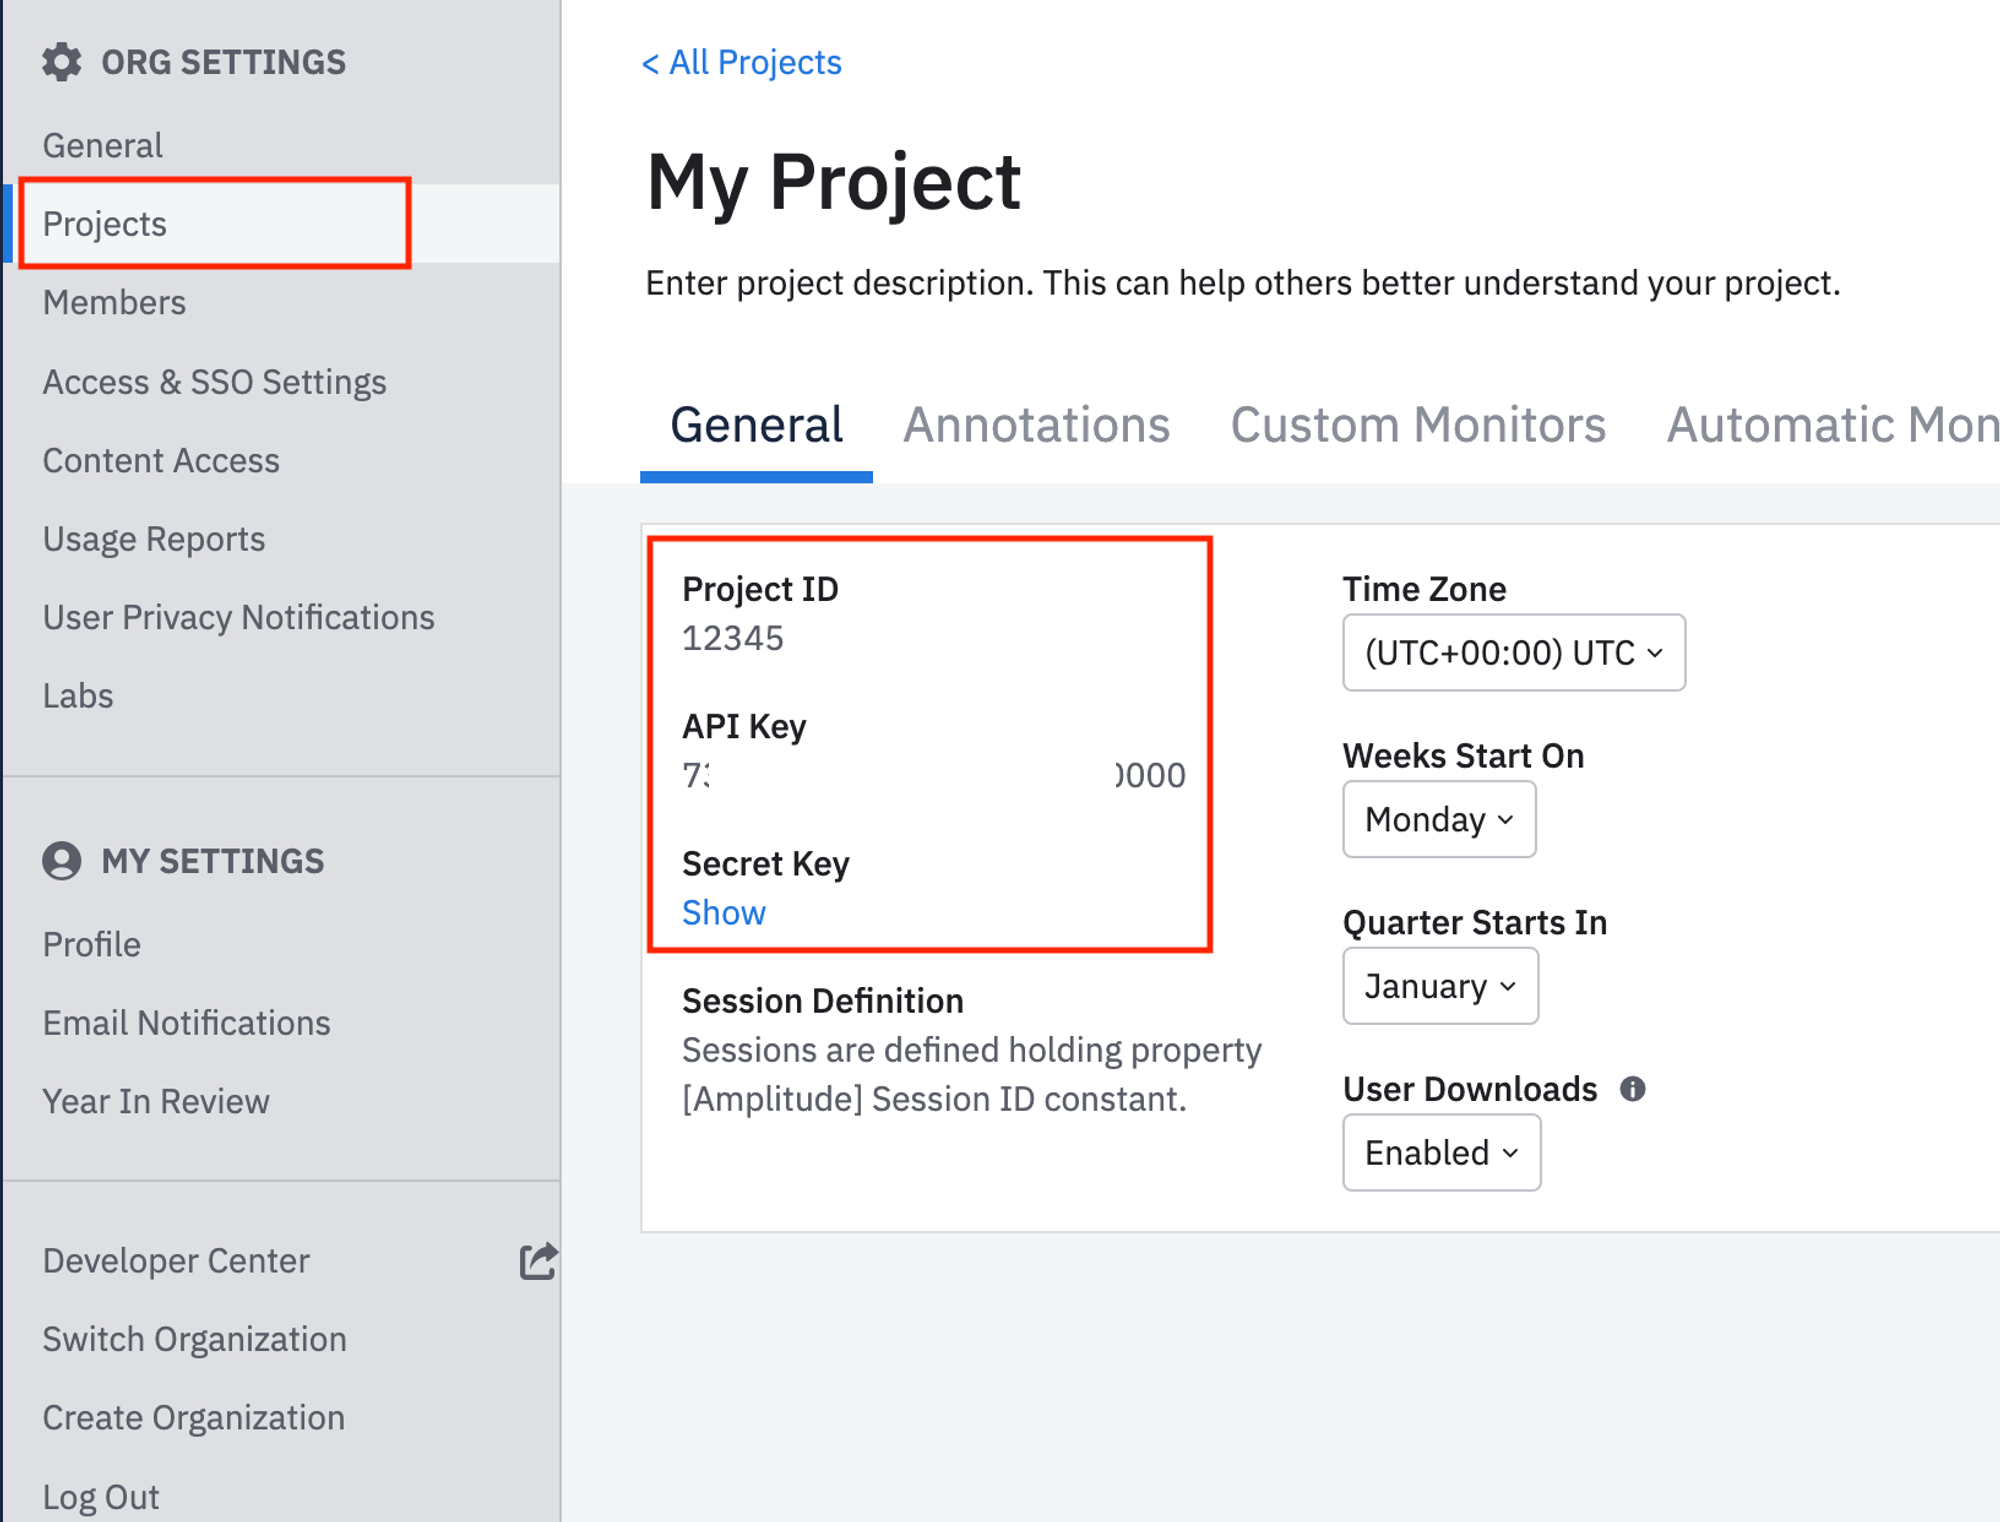 ORG SETTINGS
General
Projects
Members
Access & SSO Settings
Content Access
Usage Reports
User Privacy Notifications
Labs
MY SETTINGS
Profile
Email Notifications
Year In Review
Developer Center
Switch Organization
Create Organization
Log Out
< All Projects
My Project
Enter project description. This can help others better understand your project.
General Annotations Custom Monitors Automatic Mon
Project ID
12345
API Key
7 0000
Secret Key
Show
Session Definition
Sessions are defined holding property
[Amplitude] Session ID constant.
Time Zone
(UTC+00:00) UTC
Weeks Start On
Monday
Quarter Starts In
January
User Downloads
Enabled